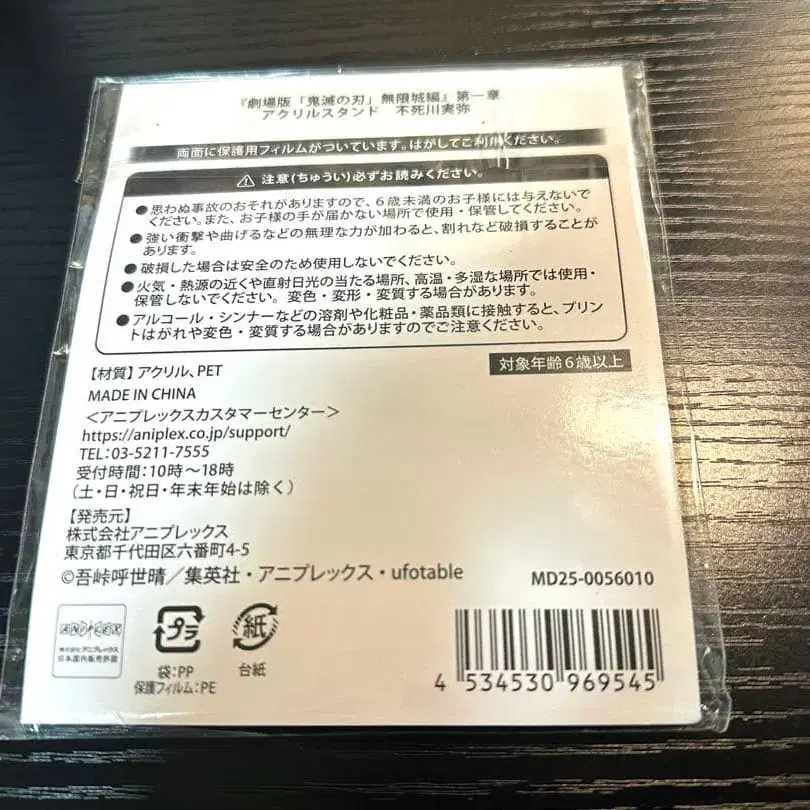 『劇場版「鬼滅の刃」無限城編』第一章
アクリルスタンド　不死川実弥
両面に保護用フィルムがついています。はがしてご利用ください。
注意(ちゅうい)必ずお読みください。
●思わぬ事故のおそれがありますので、6歳未満のお子様には与えないで
ください。また、お子様の手が届かない場所で使用・保管してください。
●強い衝撃や曲げるなどの無理な力が加わると、割れなど破損することが
あります。
●破損した場合は安全のため使用しないでください。
●火気・熱源の近くや直射日光の当たる場所、高温・多湿な場所では使用・
保管しないでください。変色・変形・変質する場合があります。
●アルコール・シンナーなどの溶剤や化粧品・薬品類に接触すると、プリント
はがれや変色・変質する場合がありますのでご注意ください。
対象年齢6歳以上
【材質】アクリル、PET
MADE IN CHINA
＜アニプレックスカスタマーセンター＞
https://aniplex.co.jp/support/
TEL:03-5211-7555
受付時間:10時～18時
(土・日・祝日・年末年始は除く)
【発売元】
株式会社アニプレックス
東京都千代田区六番町4-5
©吾峠呼世晴／集英社・アニプレックス・ufotable
MD25-0056010
ANIPLEX
株式会社アニプレックス
日本国内販売許諾
プラ
袋:PP
保護フィルム:PE
紙
台紙
4 534530 969545